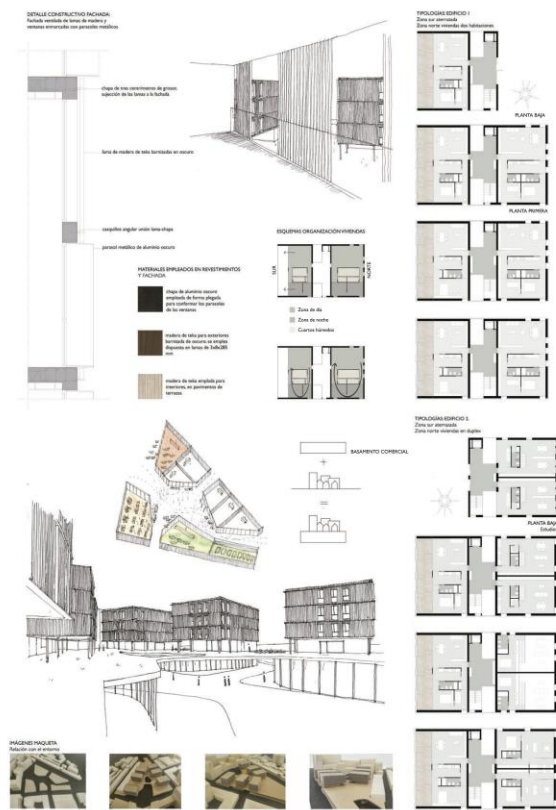 DETALLE CONSTRUCTIVO FACHADA:
Fachada ventilada de lamas de madera y
ventanas enmarcadas con parasoles metálicos
chapa de tres centímetros de grosor,
sujección de las lamas a la fachada
lama de madera de teka barnizadas en oscuro
casquillos angular unión lama-chapa
parasol metálico de aluminio oscuro
MATERIALES EMPLEADOS EN REVESTIMIENTOS
Y FACHADA
chapa de aluminio oscuro
empleada de forma plegada
para conformar los parasoles
de las ventanas
madera de teka para exteriores
barnizada de oscuro se emplea
dispuesta en lamas de
mm
madera de teka emplada para
interiores, en pavimentos de
terrazas
ESQUEMAS ORGANIZACIÓN VIVIENDAS
SUR
NORTE
Zona de día
Zona de noche
Cuartos húmedos
TIPOLOGÍAS EDIFICIO 1
Zona sur aterrazada
Zona norte viviendas dos habitaciones
PLANTA BAJA
PLANTA PRIMERA
BASAMENTO COMERCIAL
TIPOLOGÍAS EDIFICIO 2.
Zona sur aterrazada
Zona norte viviendas en duplex
PLANTA BAJA
IMÁGENES MAQUETA
Relación con el entorno